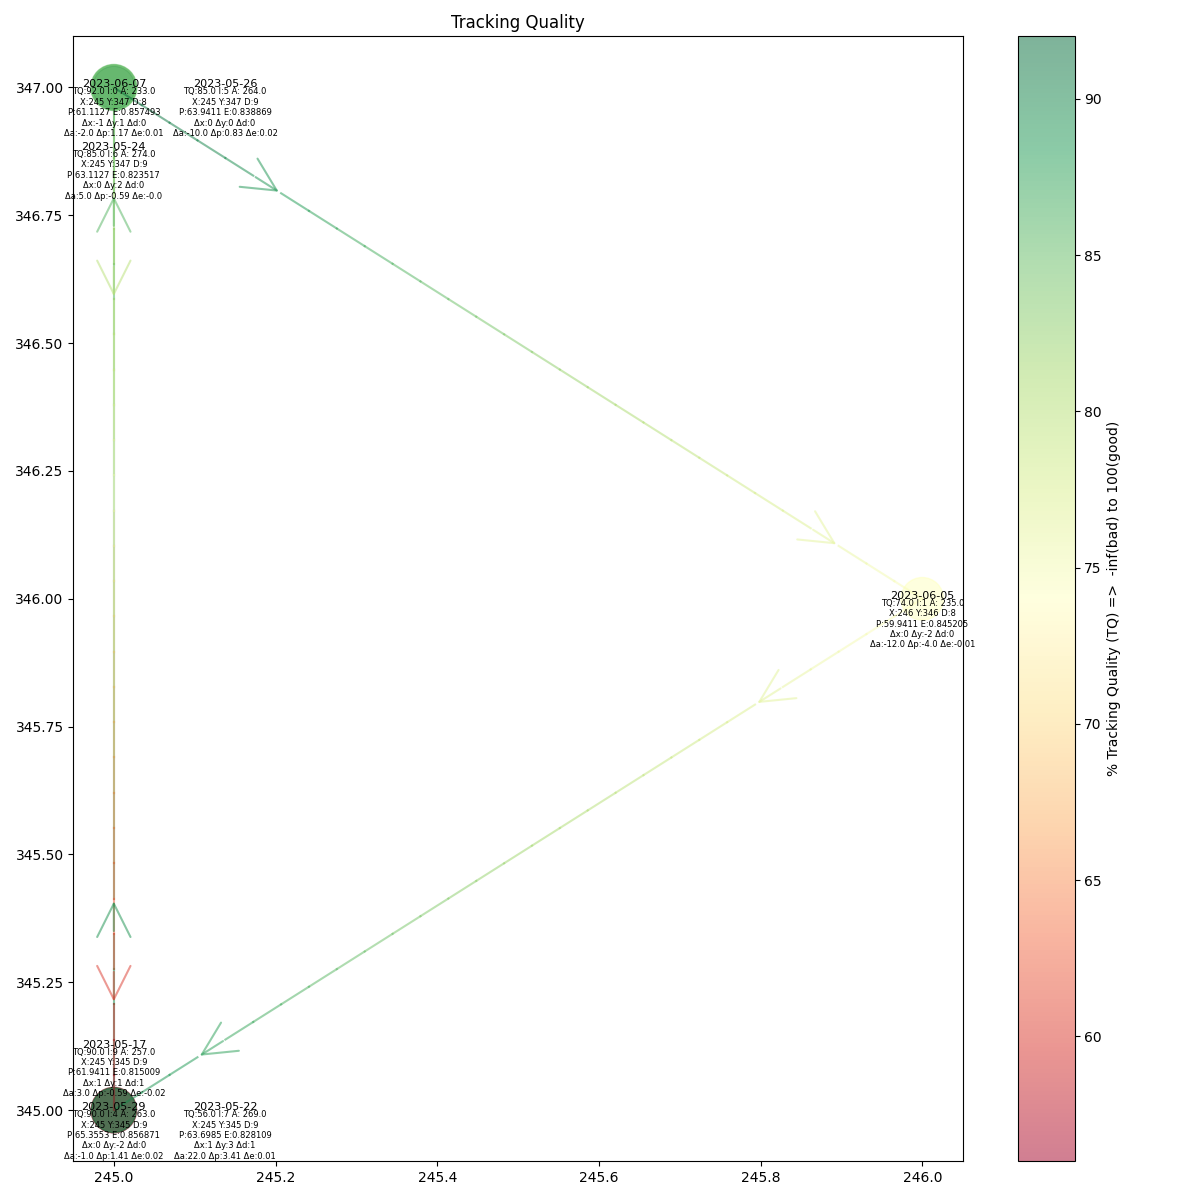 Tracking Quality
347.00
346.75
346.50
346.25
346.00
345.75
345.50
345.25
345.00
2023-06-07
TQ:92.0 I:0 A: 233.0
X:245 Y:347 D:8
P:61.1127 E:0.857493
Δx:-1 Δy:1 Δd:0
Δa:-2.0 Δp:1.17 Δe:0.01
2023-05-26
TQ:85.0 I:5 A: 264.0
X:245 Y:347 D:9
P:63.9411 E:0.838869
Δx:0 Δy:0 Δd:0
Δa:-10.0 Δp:0.83 Δe:0.02
2023-05-24
TQ:85.0 I:6 A: 274.0
X:245 Y:347 D:9
P:63.1127 E:0.823517
Δx:0 Δy:2 Δd:0
Δa:5.0 Δp:-0.59 Δe:-0.0
2023-06-05
TQ:74.0 I:1 A: 235.0
X:246 Y:346 D:8
P:59.9411 E:0.845205
Δx:0 Δy:-2 Δd:0
Δa:-12.0 Δp:-4.0 Δe:-0.01
2023-05-17
TQ:90.0 I:9 A: 257.0
X:245 Y:345 D:9
P:61.9411 E:0.815009
Δx:1 Δy:1 Δd:1
Δa:3.0 Δp:-0.59 Δe:-0.02
2023-05-29
TQ:90.0 I:4 A: 263.0
X:245 Y:345 D:9
P:65.3553 E:0.856871
Δx:0 Δy:-2 Δd:0
Δa:-1.0 Δp:1.41 Δe:0.02
2023-05-22
TQ:56.0 I:7 A: 269.0
X:245 Y:345 D:9
P:63.6985 E:0.828109
Δx:1 Δy:3 Δd:1
Δa:22.0 Δp:3.41 Δe:0.01
245.0
245.2
245.4
245.6
245.8
246.0
90
85
80
75
70
65
60
% Tracking Quality (TQ) => -inf(bad) to 100(good)